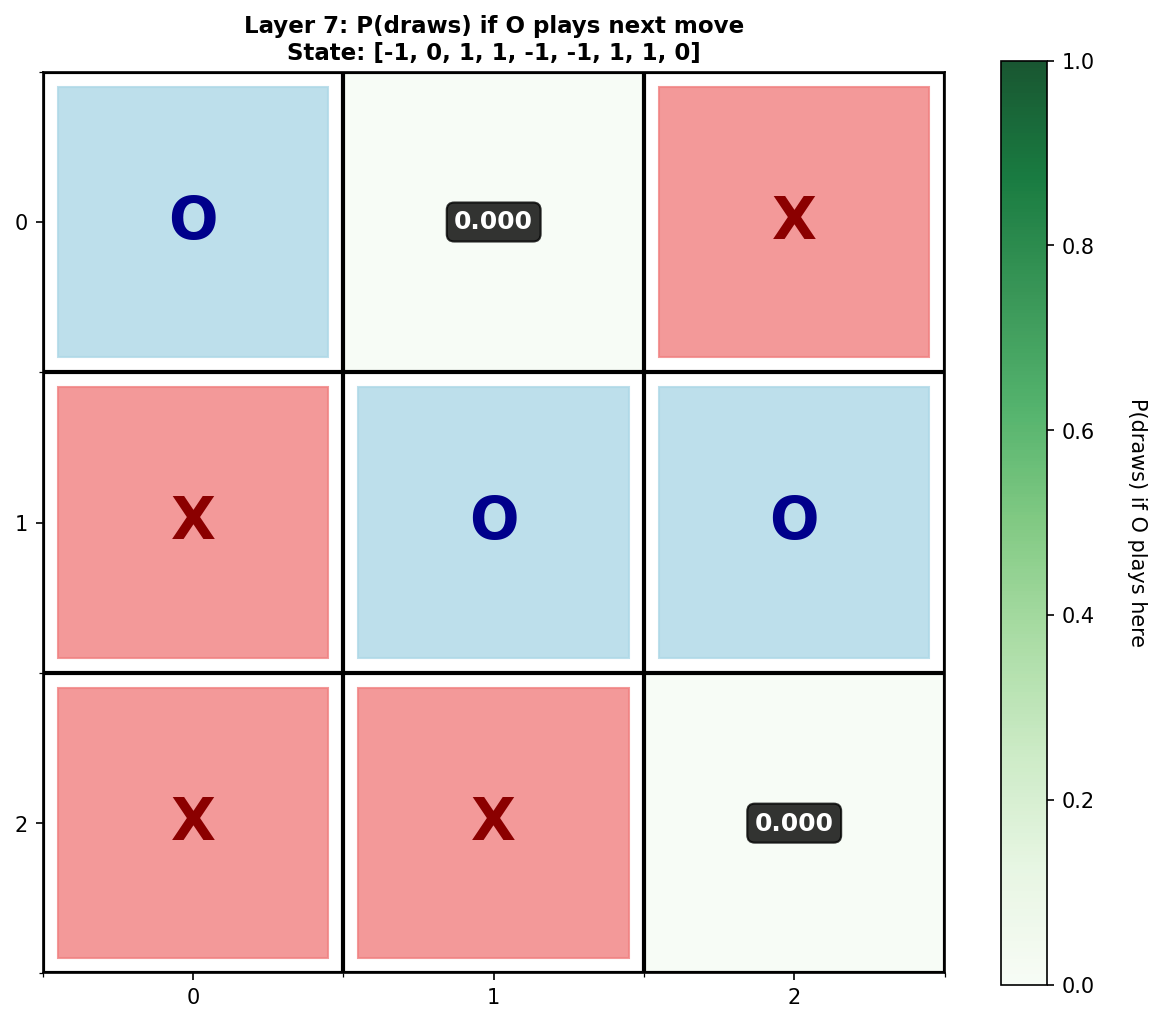 Layer 7: P(draws) if O plays next move
State: [-1, 0, 1, 1, -1, -1, 1, 1, 0]
0
O
0.000
X
1
X
O
O
2
X
X
0.000
0
1
2
1.0
0.8
0.6
0.4
0.2
0.0
P(draws) if O plays here